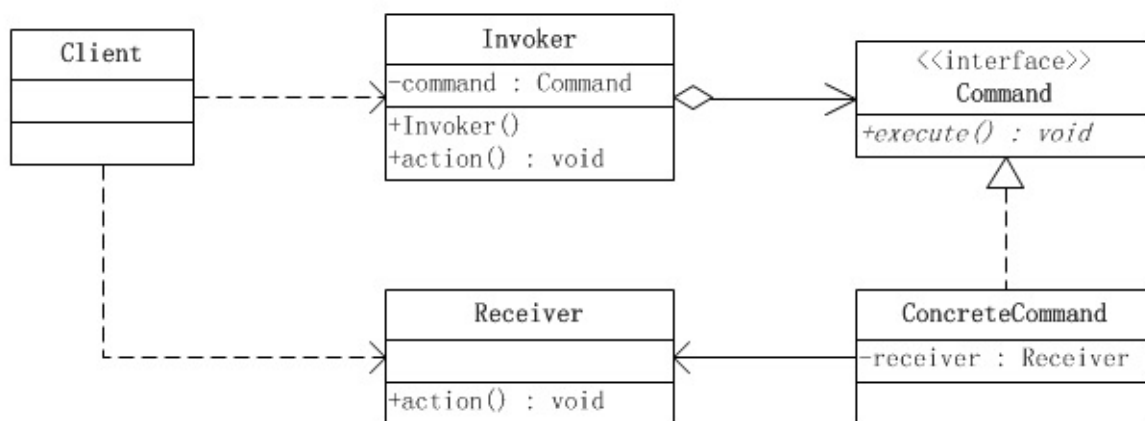 Client
Invoker
-command : Command
+Invoker()
+action() : void
<<interface>>
Command
+execute() : void
Receiver
+action() : void
ConcreteCommand
-receiver : Receiver